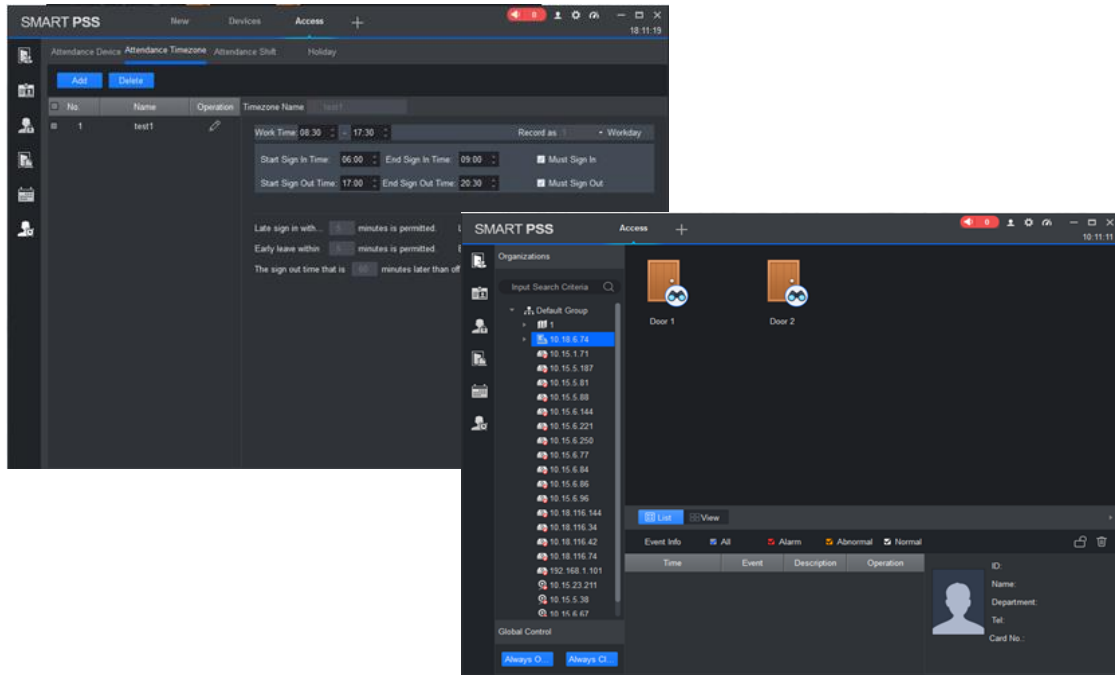 SMART PSS New Devices Access 0
18:11:19
Attendance Device Attendance Timezone Attendance Shift Holiday
Add Delete
No. Name Operation Timezone Name test1
1 test1
Work Time: 08:30 - 17:30 Record as 1 Workday
Start Sign In Time: 06:00 End Sign In Time: 09:00 Must Sign In
Start Sign Out Time: 17:00 End Sign Out Time: 20:30 Must Sign Out
Late sign in with... minutes is permitted.
Early leave within minutes is permitted.
The sign out time that is 60 minutes later than off
SMART PSS Access 0
10:11:11
Organizations
Input Search Criteria
Default Group
1
10.18.6.74
10.15.1.71
10.15.5.187
10.15.5.81
10.15.5.88
10.15.6.144
10.15.6.221
10.15.6.250
10.15.6.77
10.15.6.84
10.15.6.86
10.15.6.96
10.18.116.144
10.18.116.34
10.18.116.42
10.18.116.74
192.168.1.101
10.15.23.211
10.15.5.38
10.15.6.67
Global Control
Always O... Always Cl...
Door 1 Door 2
List View
Event Info All Alarm Abnormal Normal
Time Event Description Operation
ID:
Name:
Department:
Tel:
Card No.: